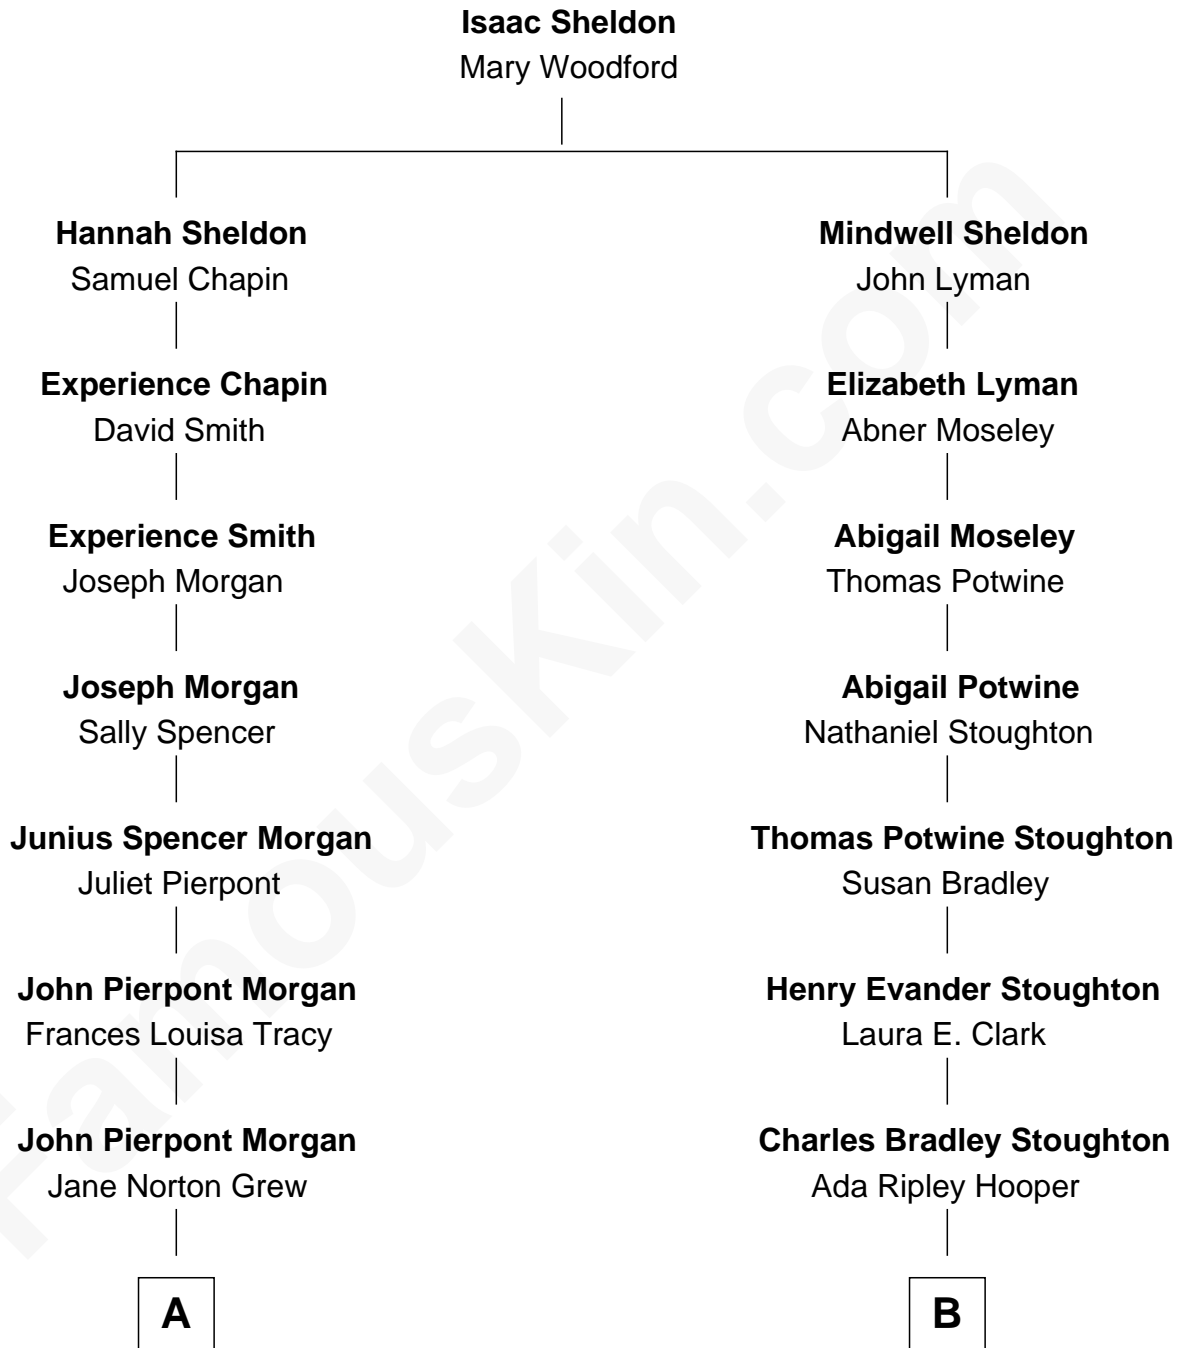 Isaac Sheldon
Mary Woodford
Hannah Sheldon
Samuel Chapin
Mindwell Sheldon
John Lyman
Experience Chapin
David Smith
Elizabeth Lyman
Abner Moseley
Experience Smith
Joseph Morgan
Abigail Moseley
Thomas Potwine
Joseph Morgan
Sally Spencer
Abigail Potwine
Nathaniel Stoughton
Junius Spencer Morgan
Juliet Pierpont
Thomas Potwine Stoughton
Susan Bradley
John Pierpont Morgan
Frances Louisa Tracy
Henry Evander Stoughton
Laura E. Clark
John Pierpont Morgan
Jane Norton Grew
Charles Bradley Stoughton
Ada Ripley Hooper
A
B
FamousKin.com